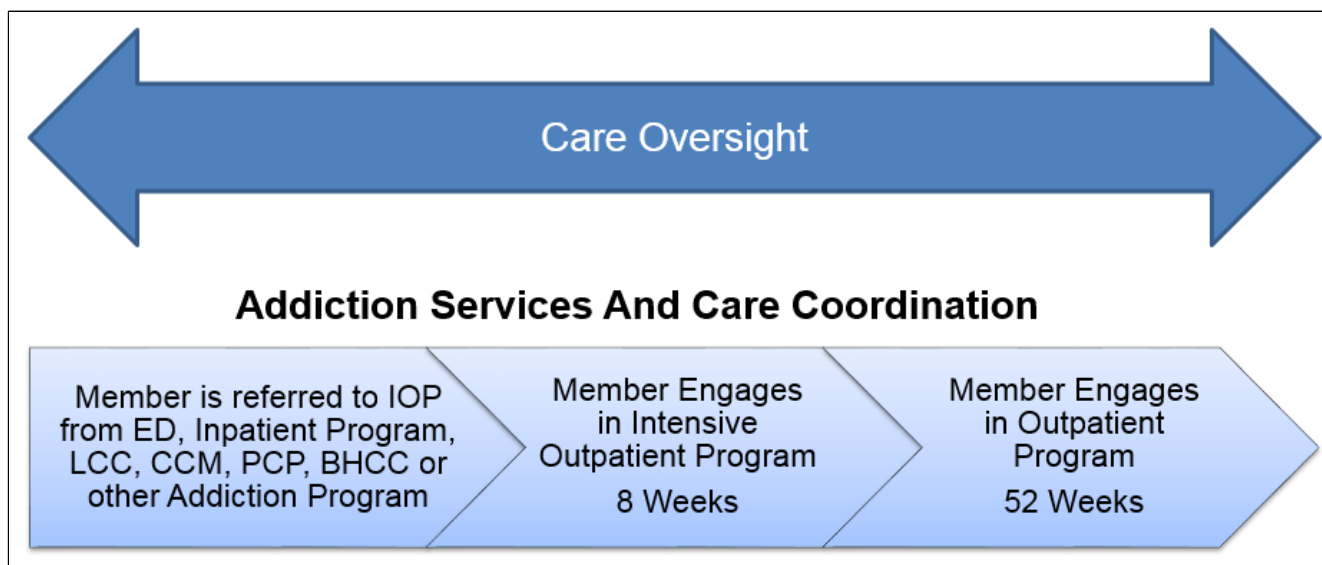 Care Oversight
Addiction Services And Care Coordination
Member is referred to IOP
from ED, Inpatient Program,
LCC, CCM, PCP, BHCC or
other Addiction Program
Member Engages
in Intensive
Outpatient Program
8 Weeks
Member Engages
in Outpatient
Program
52 Weeks